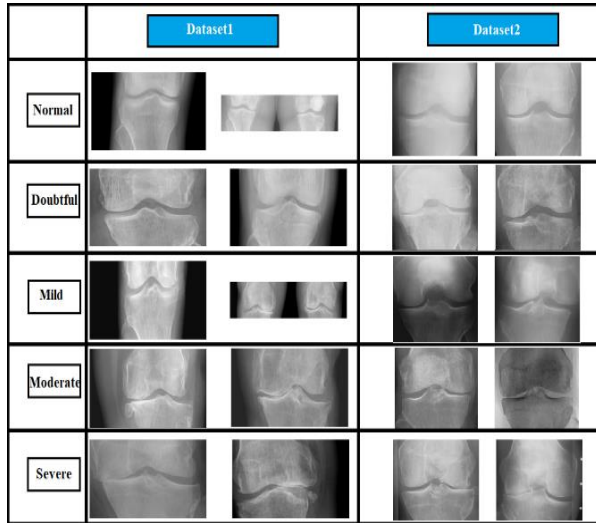 Dataset1
Dataset2
Normal
Doubtful
Mild
Moderate
Severe